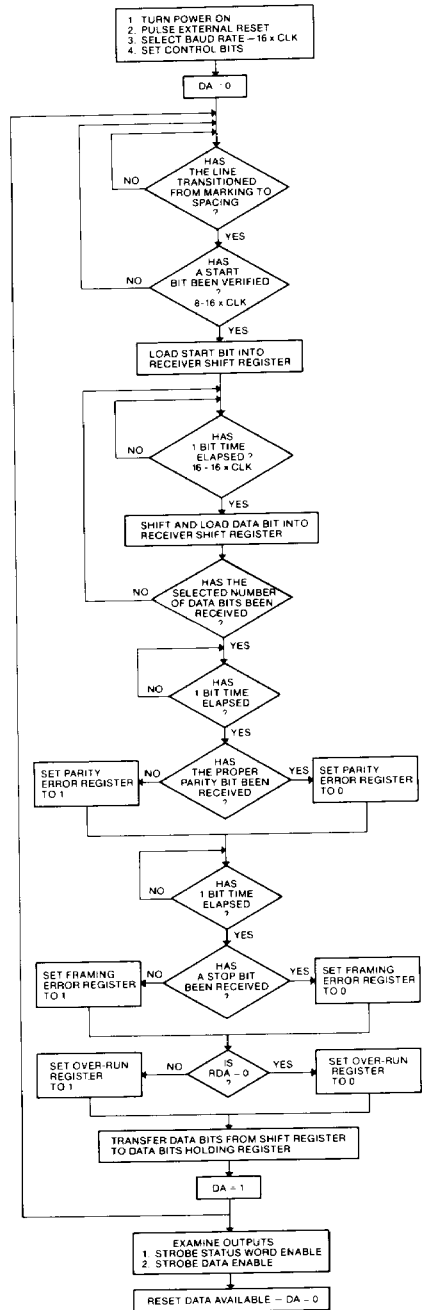 1 TURN POWER ON
2. PULSE EXTERNAL RESET
3. SELECT BAUD RATE – 16 x CLK
4. SET CONTROL BITS
DA = 0
HAS
THE LINE
TRANSITIONED
FROM MARKING TO
SPACING
?
NO
YES
HAS
A START
BIT BEEN VERIFIED
?
8-16 x CLK
NO
YES
LOAD START BIT INTO
RECEIVER SHIFT REGISTER
HAS
1 BIT TIME
ELAPSED ?
16 - 16 x CLK
NO
YES
SHIFT AND LOAD DATA BIT INTO
RECEIVER SHIFT REGISTER
HAS THE
SELECTED NUMBER
OF DATA BITS BEEN
RECEIVED
?
NO
YES
HAS
1 BIT TIME
ELAPSED
?
NO
YES
HAS
THE PROPER
PARITY BIT BEEN
RECEIVED
?
NO
YES
SET PARITY
ERROR REGISTER
TO 1
SET PARITY
ERROR REGISTER
TO 0
HAS
1 BIT TIME
ELAPSED
?
NO
YES
HAS
A STOP BIT
BEEN RECEIVED
?
NO
YES
SET FRAMING
ERROR REGISTER
TO 1
SET FRAMING
ERROR REGISTER
TO 0
IS
RDA – 0
?
NO
YES
SET OVER-RUN
REGISTER
TO 1
SET OVER-RUN
REGISTER
TO 0
TRANSFER DATA BITS FROM SHIFT REGISTER
TO DATA BITS HOLDING REGISTER
DA – 1
EXAMINE OUTPUTS
1. STROBE STATUS WORD ENABLE
2. STROBE DATA ENABLE
RESET DATA AVAILABLE – DA = 0